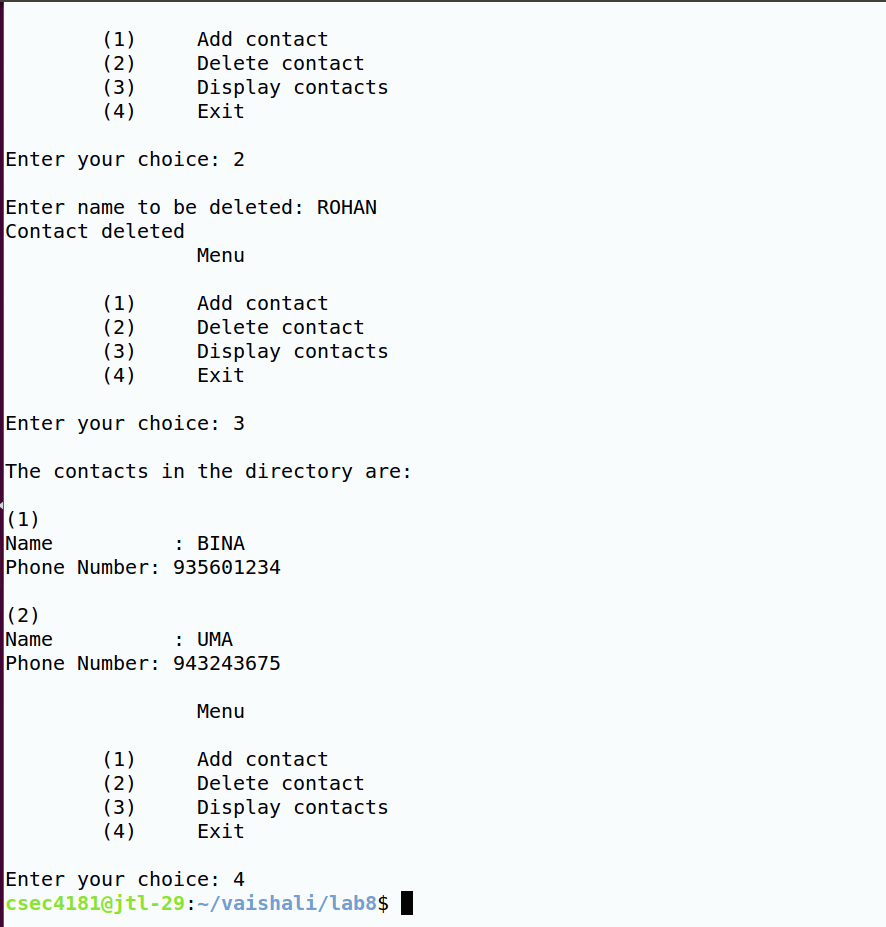 (1)     Add contact
(2)     Delete contact
(3)     Display contacts
(4)     Exit
Enter your choice: 2
Enter name to be deleted: ROHAN
Contact deleted
Menu
(1)     Add contact
(2)     Delete contact
(3)     Display contacts
(4)     Exit
Enter your choice: 3
The contacts in the directory are:
(1)
Name          : BINA
Phone Number: 935601234
(2)
Name          : UMA
Phone Number: 943243675
Menu
(1)     Add contact
(2)     Delete contact
(3)     Display contacts
(4)     Exit
Enter your choice: 4
csec4181@jtl-29:~/vaishali/lab8$